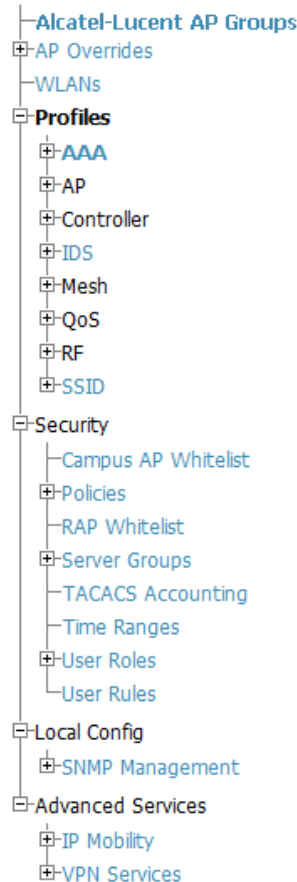 Alcatel-Lucent AP Groups
AP Overrides
WLANs
Profiles
AAA
AP
Controller
IDS
Mesh
QoS
RF
SSID
Security
Campus AP Whitelist
Policies
RAP Whitelist
Server Groups
TACACS Accounting
Time Ranges
User Roles
User Rules
Local Config
SNMP Management
Advanced Services
IP Mobility
VPN Services